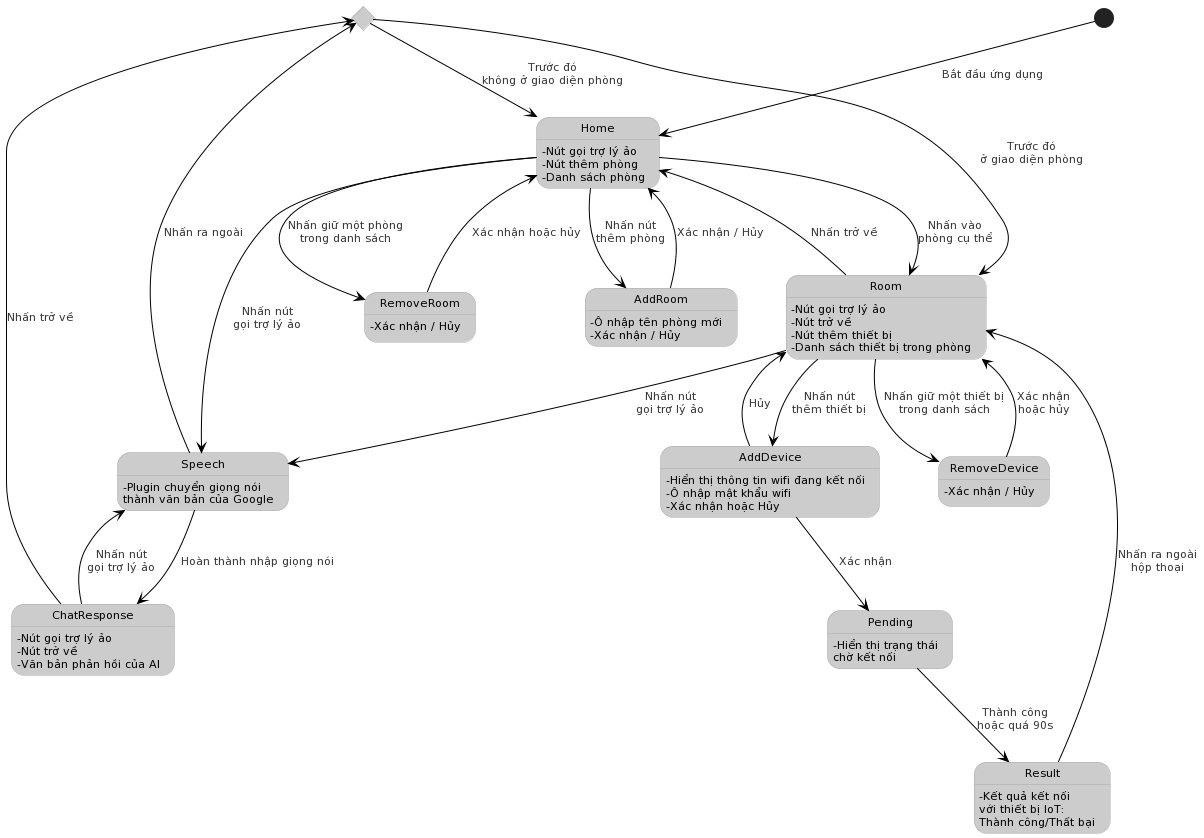 Trước đó
không ở giao diện phòng
Bắt đầu ứng dụng
Home
-Nút gọi trợ lý ảo
-Nút thêm phòng
-Danh sách phòng
Trước đó
ở giao diện phòng
Nhấn ra ngoài
Nhấn giữ một phòng
trong danh sách
Xác nhận hoặc hủy
Nhấn nút
thêm phòng
Xác nhận / Hủy
Nhấn trở về
Nhấn vào
phòng cụ thể
Nhấn trở về
Nhấn nút
gọi trợ lý ảo
RemoveRoom
-Xác nhận / Hủy
AddRoom
-Ô nhập tên phòng mới
-Xác nhận / Hủy
Room
-Nút gọi trợ lý ảo
-Nút trở về
-Nút thêm thiết bị
-Danh sách thiết bị trong phòng
Nhấn nút
gọi trợ lý ảo
Hủy
Nhấn nút
thêm thiết bị
Nhấn giữ một thiết bị
trong danh sách
Xác nhận
hoặc hủy
Speech
-Plugin chuyển giọng nói
thành văn bản của Google
AddDevice
-Hiển thị thông tin wifi đang kết nối
-Ô nhập mật khẩu wifi
-Xác nhận hoặc Hủy
RemoveDevice
-Xác nhận / Hủy
Nhấn nút
gọi trợ lý ảo
Hoàn thành nhập giọng nói
Xác nhận
Nhấn ra ngoài
hộp thoại
ChatResponse
-Nút gọi trợ lý ảo
-Nút trở về
-Văn bản phản hồi của AI
Pending
-Hiển thị trạng thái
chờ kết nối
Thành công
hoặc quá 90s
Result
-Kết quả kết nối
với thiết bị IoT:
Thành công/Thất bại